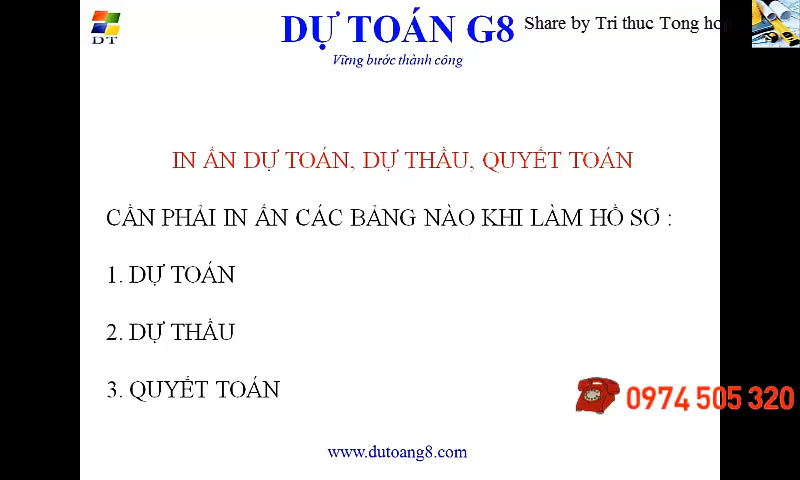 DT
DỰ TOÁN G8
Share by Tri thuc Tong hop
Vững bước thành công
IN ẤN DỰ TOÁN, DỰ THẦU, QUYẾT TOÁN
CẦN PHẢI IN ẤN CÁC BẢNG NÀO KHI LÀM HỒ SƠ :
1. DỰ TOÁN
2. DỰ THẦU
3. QUYẾT TOÁN
0974 505 320
www.dutoang8.com